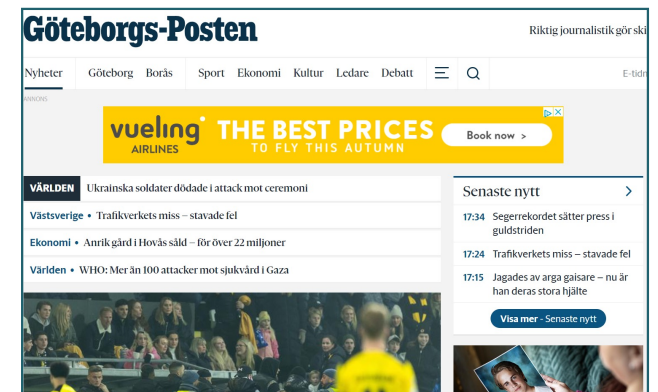 Göteborgs-Posten
Riktig journalistik gör ski
Nyheter Göteborg Borås Sport Ekonomi Kultur Ledare Debatt
E-tidn
ANNONS
vueling
AIRLINES
THE BEST PRICES
TO FLY THIS AUTUMN
Book now >
VÄRLDEN Ukrainska soldater dödade i attack mot ceremoni
Västsverige • Trafikverkets miss – stavade fel
Ekonomi • Anrik gård i Hovås såld – för över 22 miljoner
Världen • WHO: Mer än 100 attacker mot sjukvård i Gaza
Senaste nytt
17:34 Segerrekordet sätter press i
guldstriden
17:24 Trafikverkets miss – stavade fel
17:15 Jagades av arga gaisare – nu är
han deras stora hjälte
Visa mer - Senaste nytt